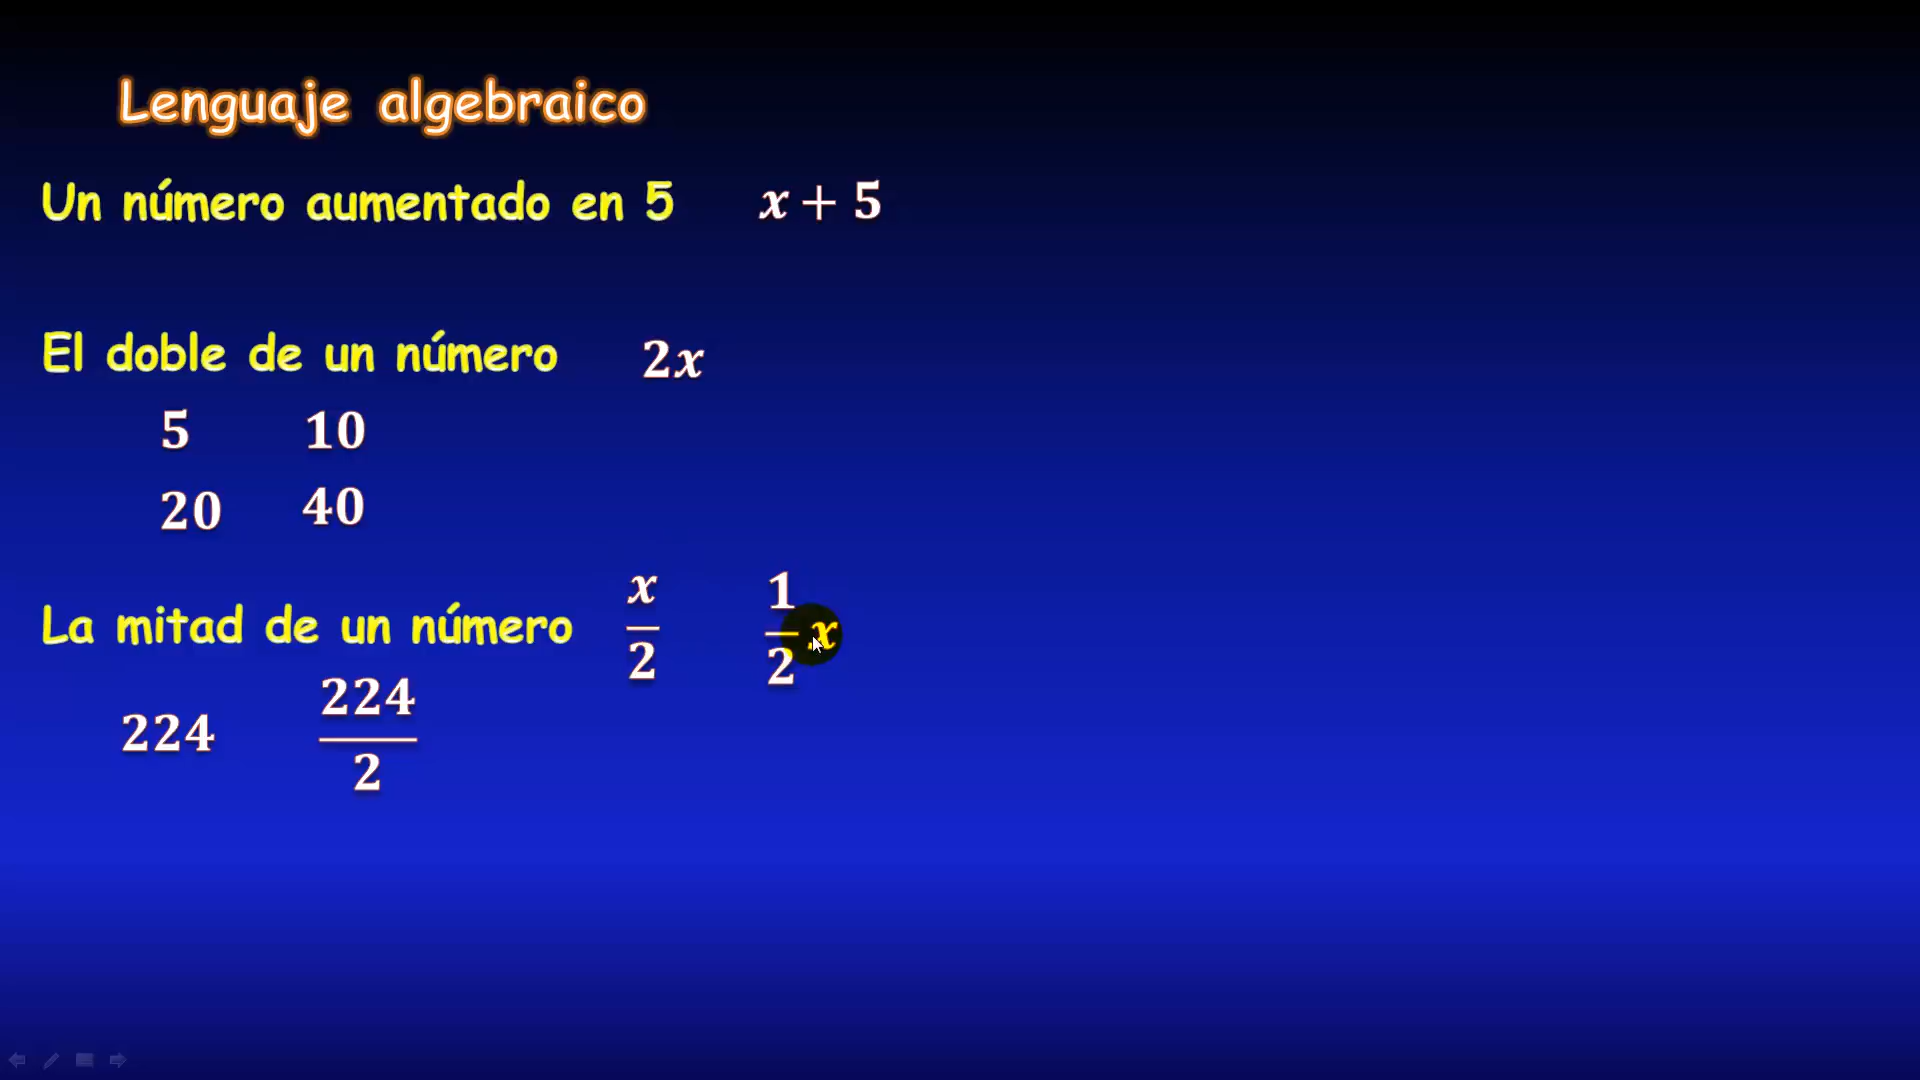 Lenguaje algebraico
Un número aumentado en 5 x + 5
El doble de un número 2x
5 10
20 40
La mitad de un número x/2 1/2 x
224 224/2